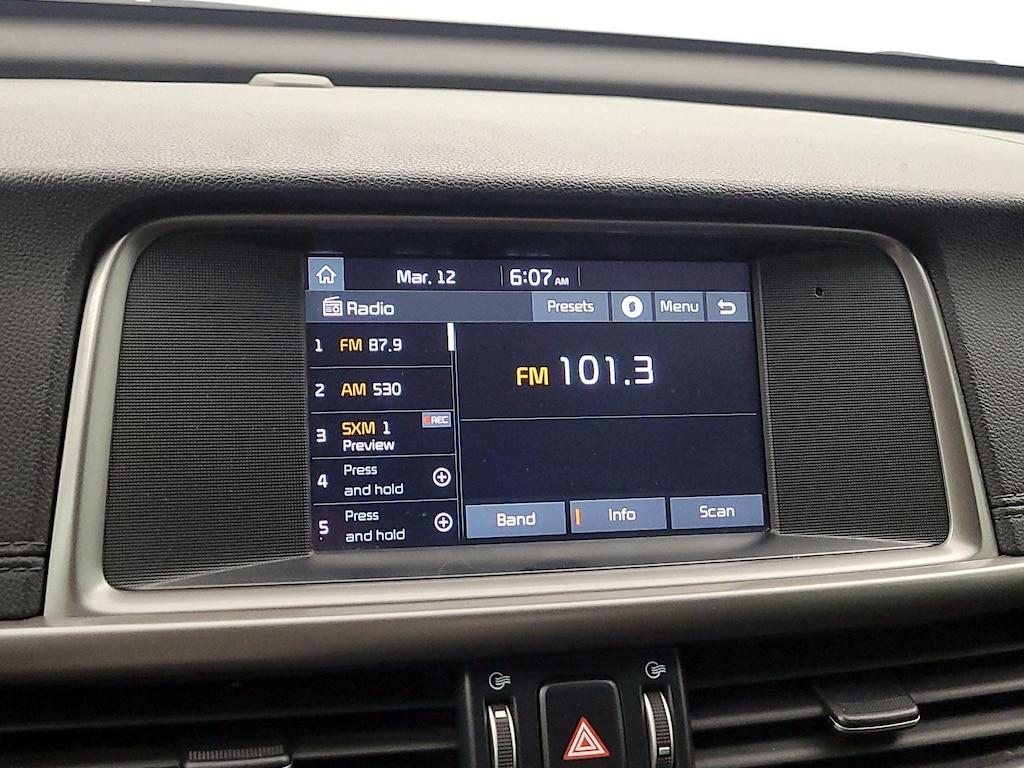 Mar. 12 6:07 AM
Radio Presets Menu
1 FM 87.9
2 AM 530
3 SXM 1 REC
Preview
4 Press
and hold
5 Press
and hold
FM 101.3
Band Info Scan